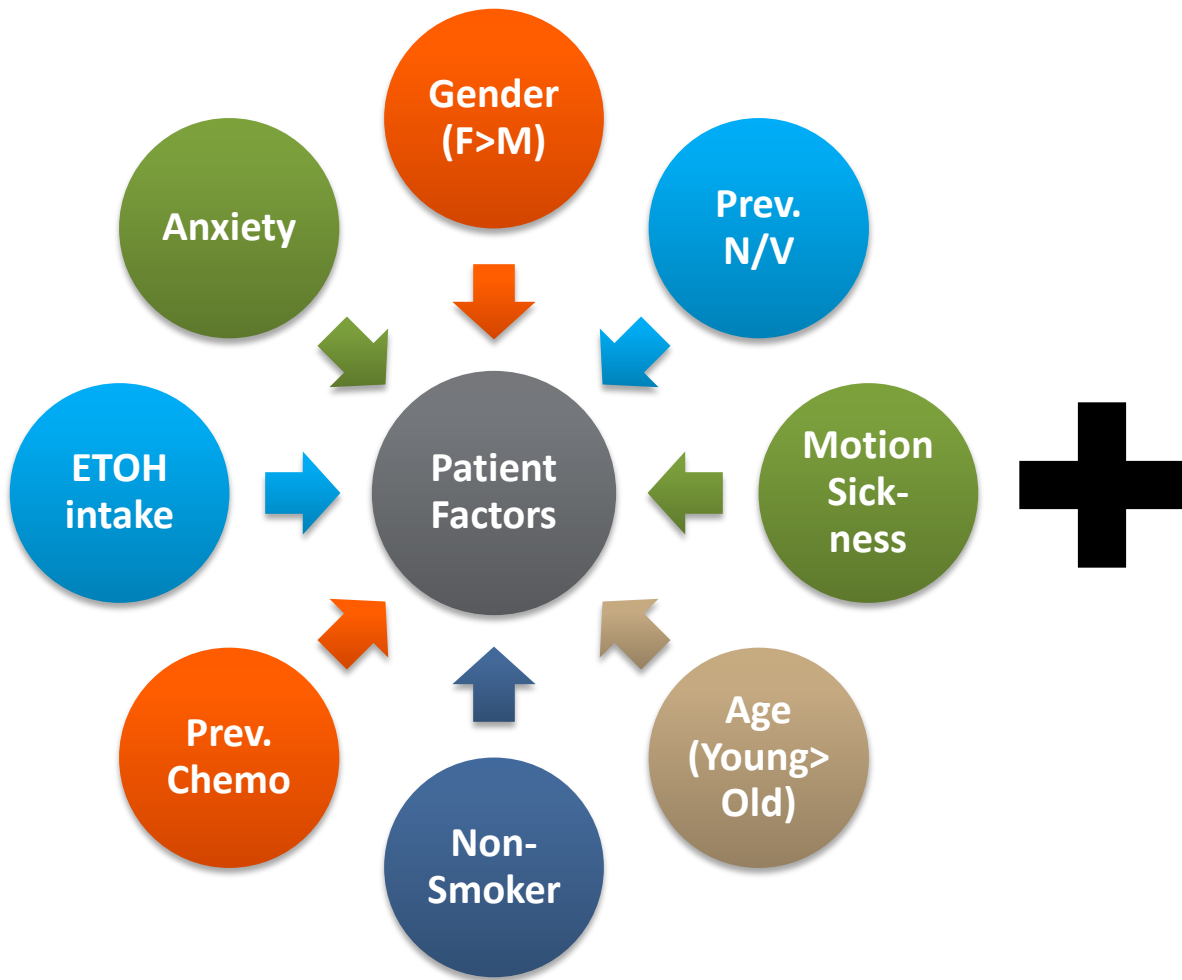 Gender
(F>M)
Prev.
N/V
Motion
Sick-
ness
Age
(Young>
Old)
Non-
Smoker
Prev.
Chemo
ETOH
intake
Anxiety
Patient
Factors